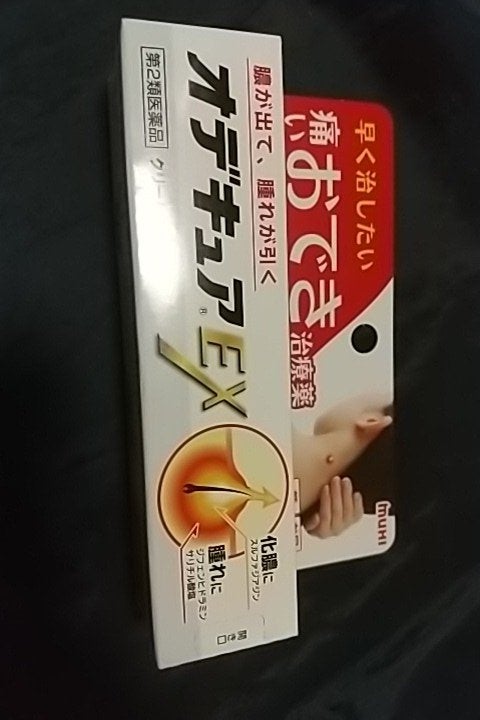 早く治したい
痛い
おでき
治療薬
muhi
膿が出て、腫れが引く
オデキュア®EX
第2類医薬品
クリ
化膿に
スルファジアジン
腫れに
ジフェンヒドラミン
サリチル酸塩
開き口